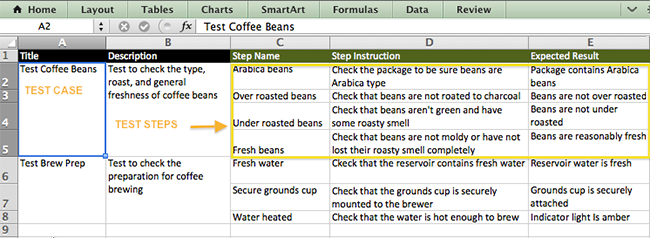 Home Layout Tables Charts SmartArt Formulas Data Review
A2 fx Test Coffee Beans
A B C D E
1 Title Description Step Name Step Instruction Expected Result
2 Test Coffee Beans Test to check the type, roast, and general freshness of coffee beans Arabica beans Check the package to be sure beans are Arabica type Package contains Arabica beans
TEST CASE
3 Over roasted beans Check that beans are not roated to charcoal Beans are not over roasted
TEST STEPS
4 Under roasted beans Check that beans aren't green and have some roasty smell Beans are not under roasted
5 Fresh beans Check that beans are not moldy or have not lost their roasty smell completely Beans are reasonably fresh
6 Test Brew Prep Test to check the preparation for coffee brewing Fresh water Check that the reservoir contains fresh water Reservoir water is fresh
7 Secure grounds cup Check that the grounds cup is securely mounted to the brewer Grounds cup is securely attached
8 Water heated Check that the water is hot enough to brew Indicator light Is amber
9